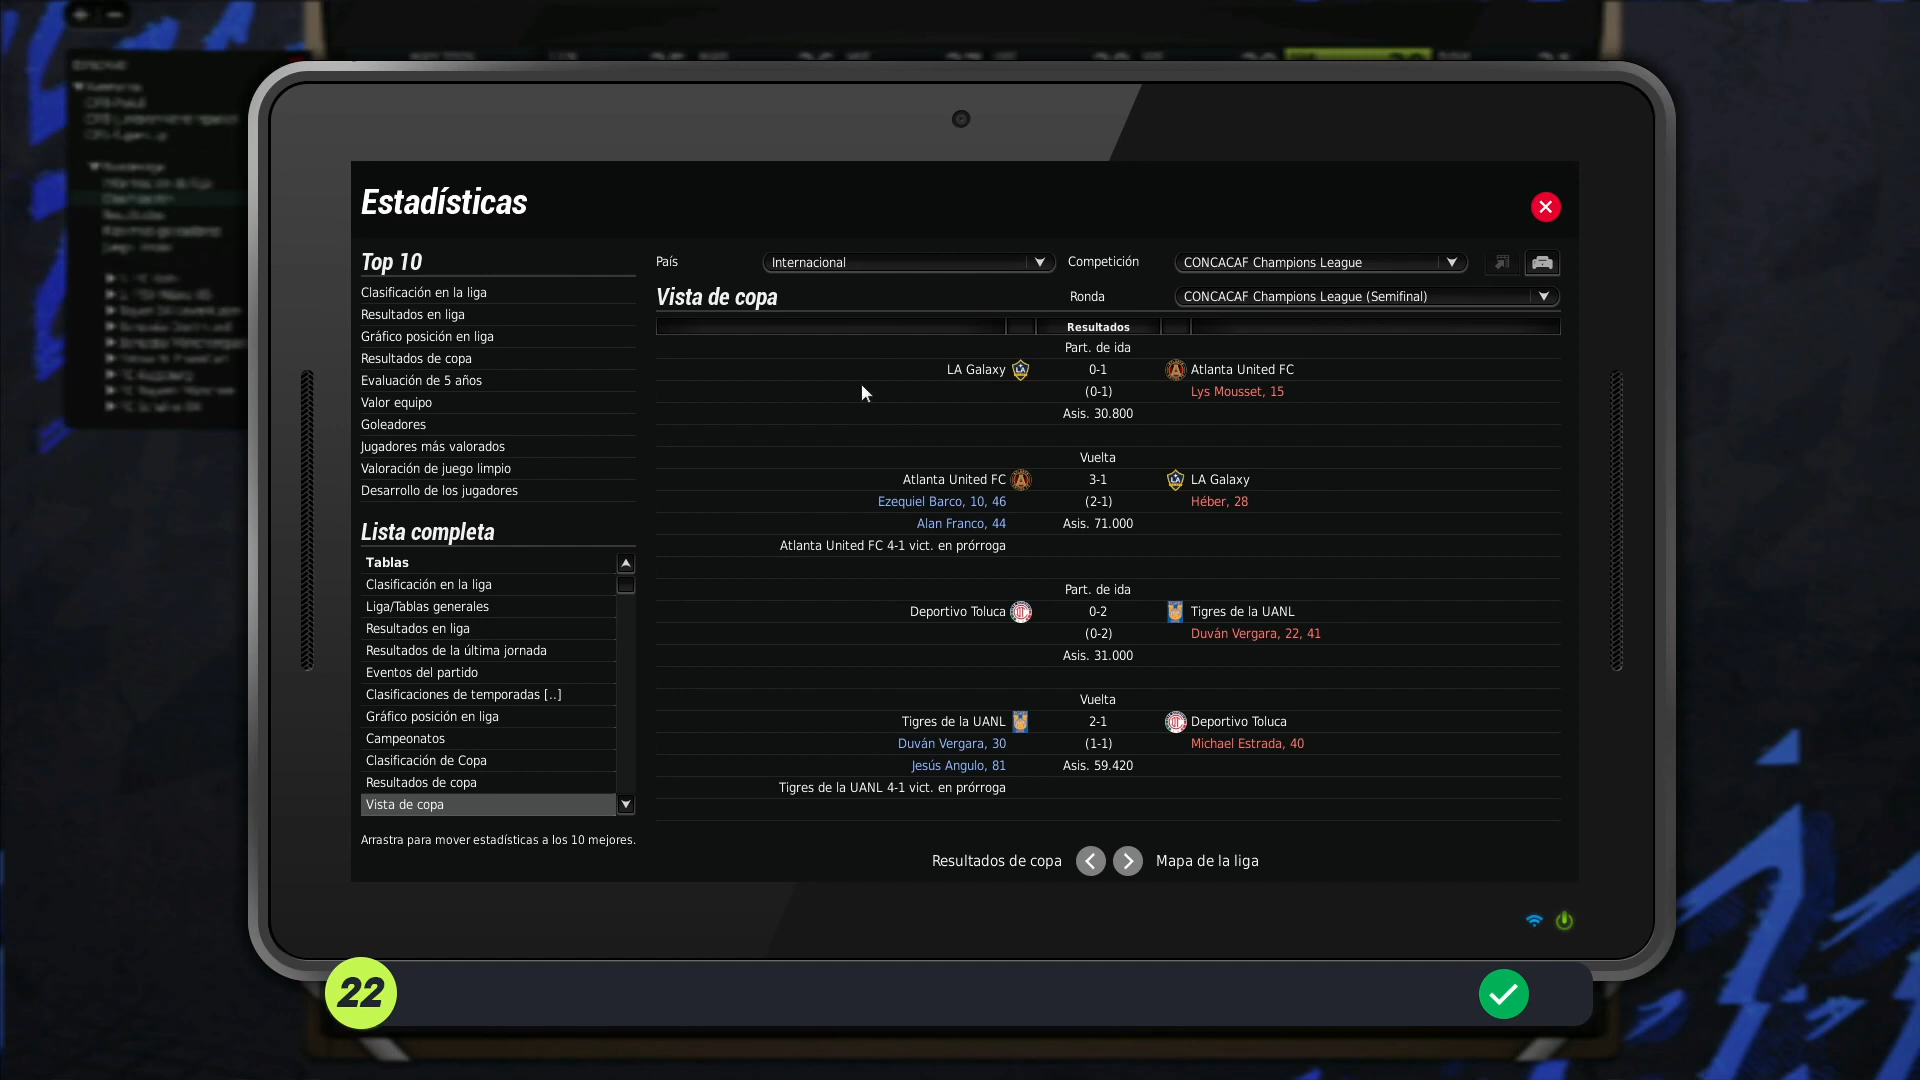 Estadísticas
Top 10
Clasificación en la liga
Resultados en liga
Gráfico posición en liga
Resultados de copa
Evaluación de 5 años
Valor equipo
Goleadores
Jugadores más valorados
Valoración de juego limpio
Desarrollo de los jugadores
Lista completa
Tablas
Clasificación en la liga
Liga/Tablas generales
Resultados en liga
Resultados de la última jornada
Eventos del partido
Clasificaciones de temporadas [..]
Gráfico posición en liga
Campeonatos
Clasificación de Copa
Resultados de copa
Vista de copa
Arrastra para mover estadísticas a los 10 mejores.
País Internacional Competición CONCACAF Champions League
Vista de copa Ronda CONCACAF Champions League (Semifinal)
Resultados
Part. de ida
LA Galaxy 0-1 Atlanta United FC
(0-1) Lys Mousset, 15
Asis. 30.800
Vuelta
Atlanta United FC 3-1 LA Galaxy
Ezequiel Barco, 10, 46 (2-1) Héber, 28
Alan Franco, 44 Asis. 71.000
Atlanta United FC 4-1 vict. en prórroga
Part. de ida
Deportivo Toluca 0-2 Tigres de la UANL
(0-2) Duván Vergara, 22, 41
Asis. 31.000
Vuelta
Tigres de la UANL 2-1 Deportivo Toluca
Duván Vergara, 30 (1-1) Michael Estrada, 40
Jesús Angulo, 81 Asis. 59.420
Tigres de la UANL 4-1 vict. en prórroga
Resultados de copa Mapa de la liga
22